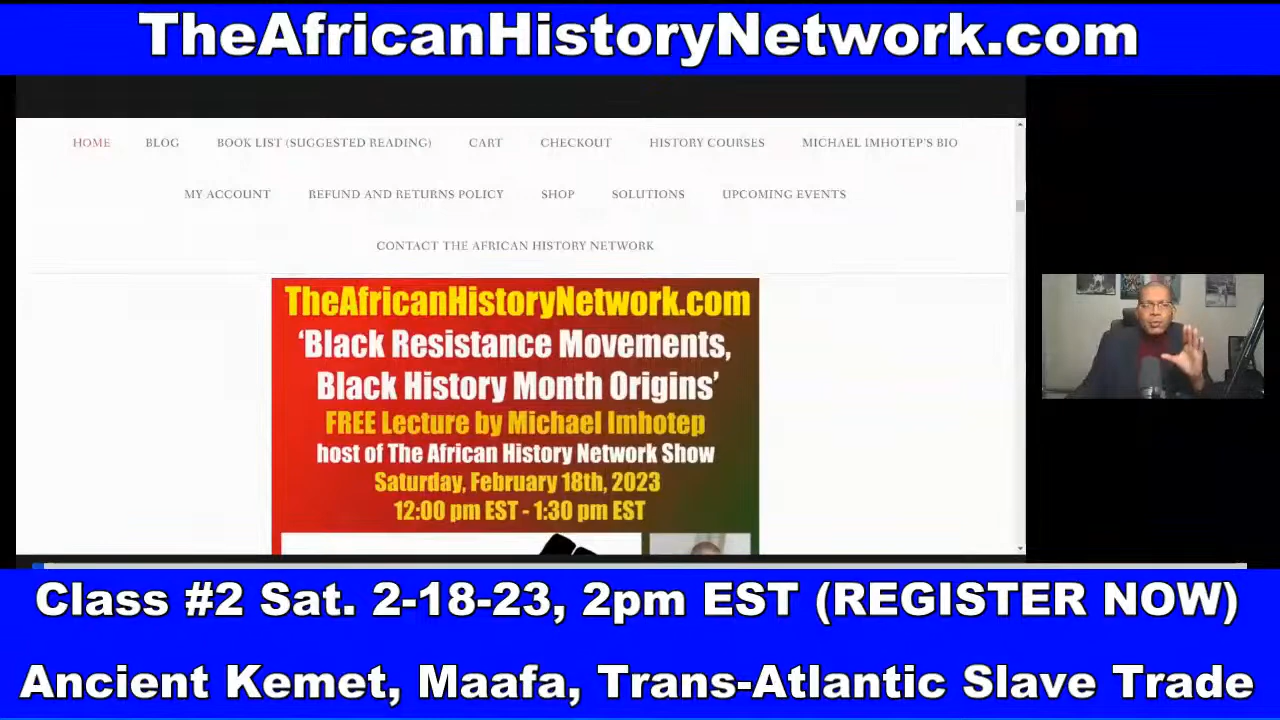 TheAfricanHistoryNetwork.com
HOME BLOG BOOK LIST (SUGGESTED READING) CART CHECKOUT HISTORY COURSES MICHAEL IMHOTEP'S BIO
MY ACCOUNT REFUND AND RETURNS POLICY SHOP SOLUTIONS UPCOMING EVENTS
CONTACT THE AFRICAN HISTORY NETWORK
TheAfricanHistoryNetwork.com
‘Black Resistance Movements,
Black History Month Origins’
FREE Lecture by Michael Imhotep
host of The African History Network Show
Saturday, February 18th, 2023
12:00 pm EST - 1:30 pm EST
Class #2 Sat. 2-18-23, 2pm EST (REGISTER NOW)
Ancient Kemet, Maafa, Trans-Atlantic Slave Trade